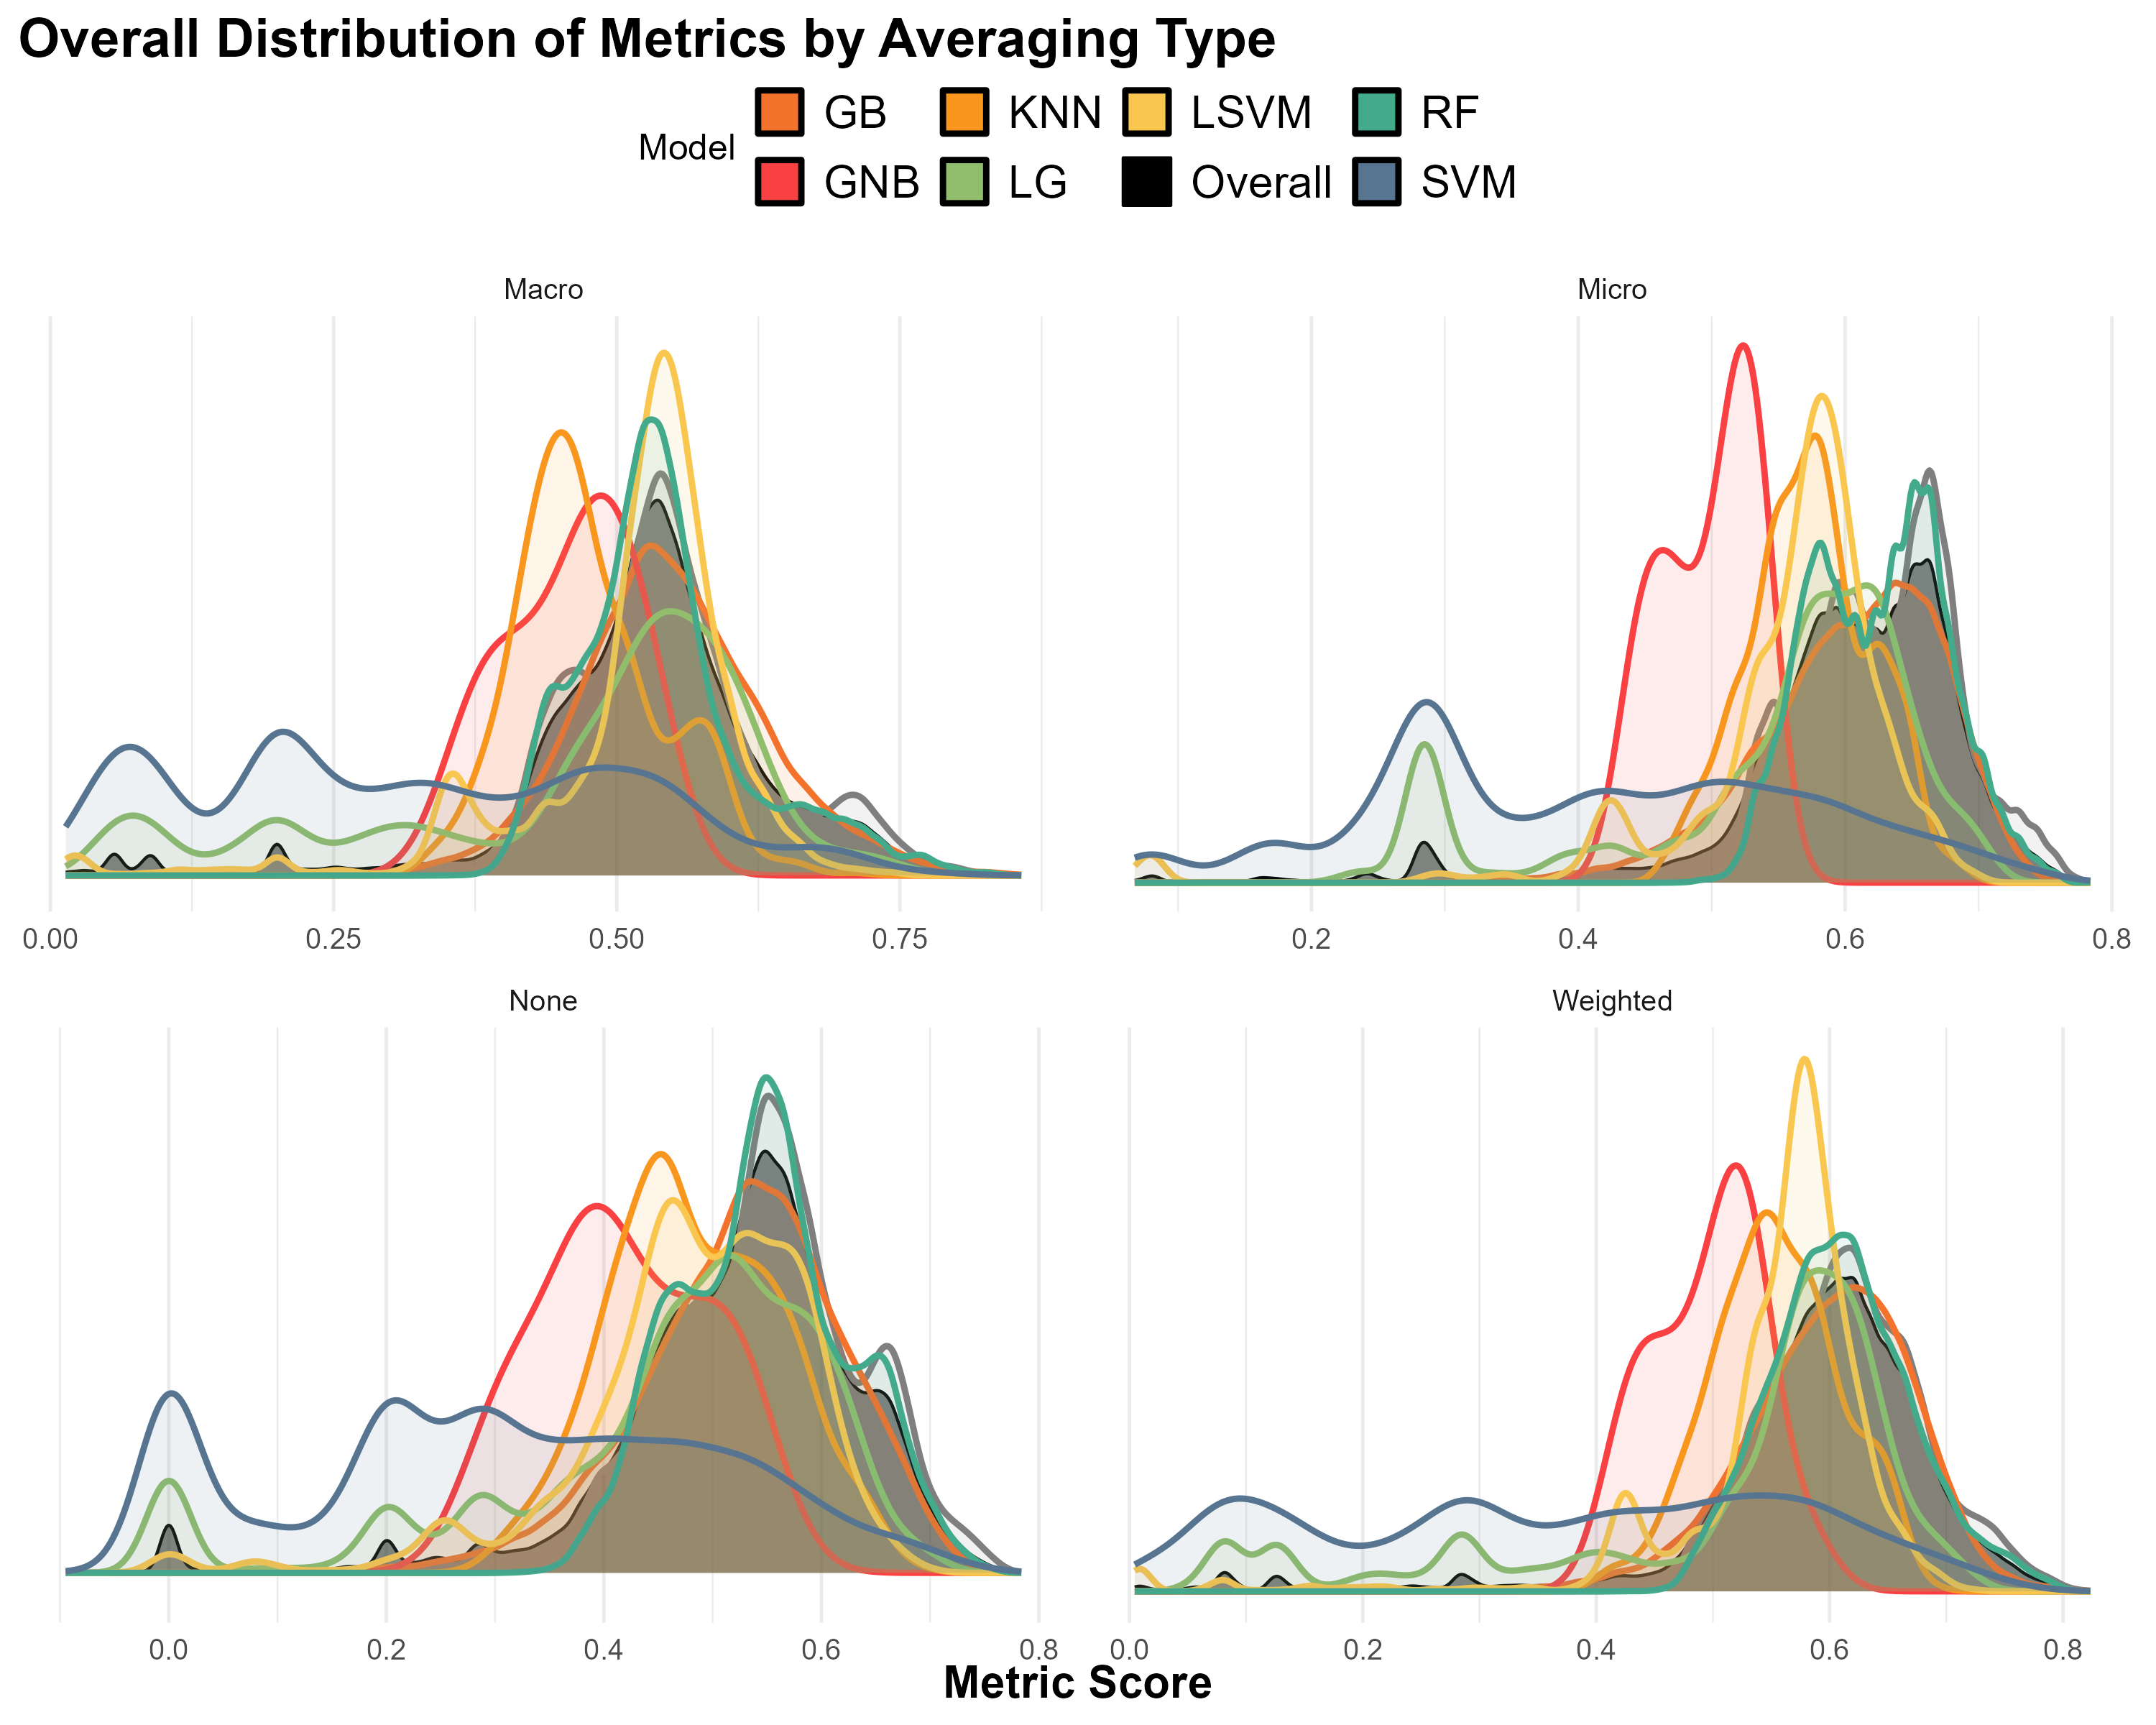 Overall Distribution of Metrics by Averaging Type
Model
GB KNN LSVM RF
GNB LG Overall SVM
Macro Micro
0.00 0.25 0.50 0.75 0.2 0.4 0.6 0.8
None Weighted
0.0 0.2 0.4 0.6 0.8 0.0 0.2 0.4 0.6 0.8
Metric Score